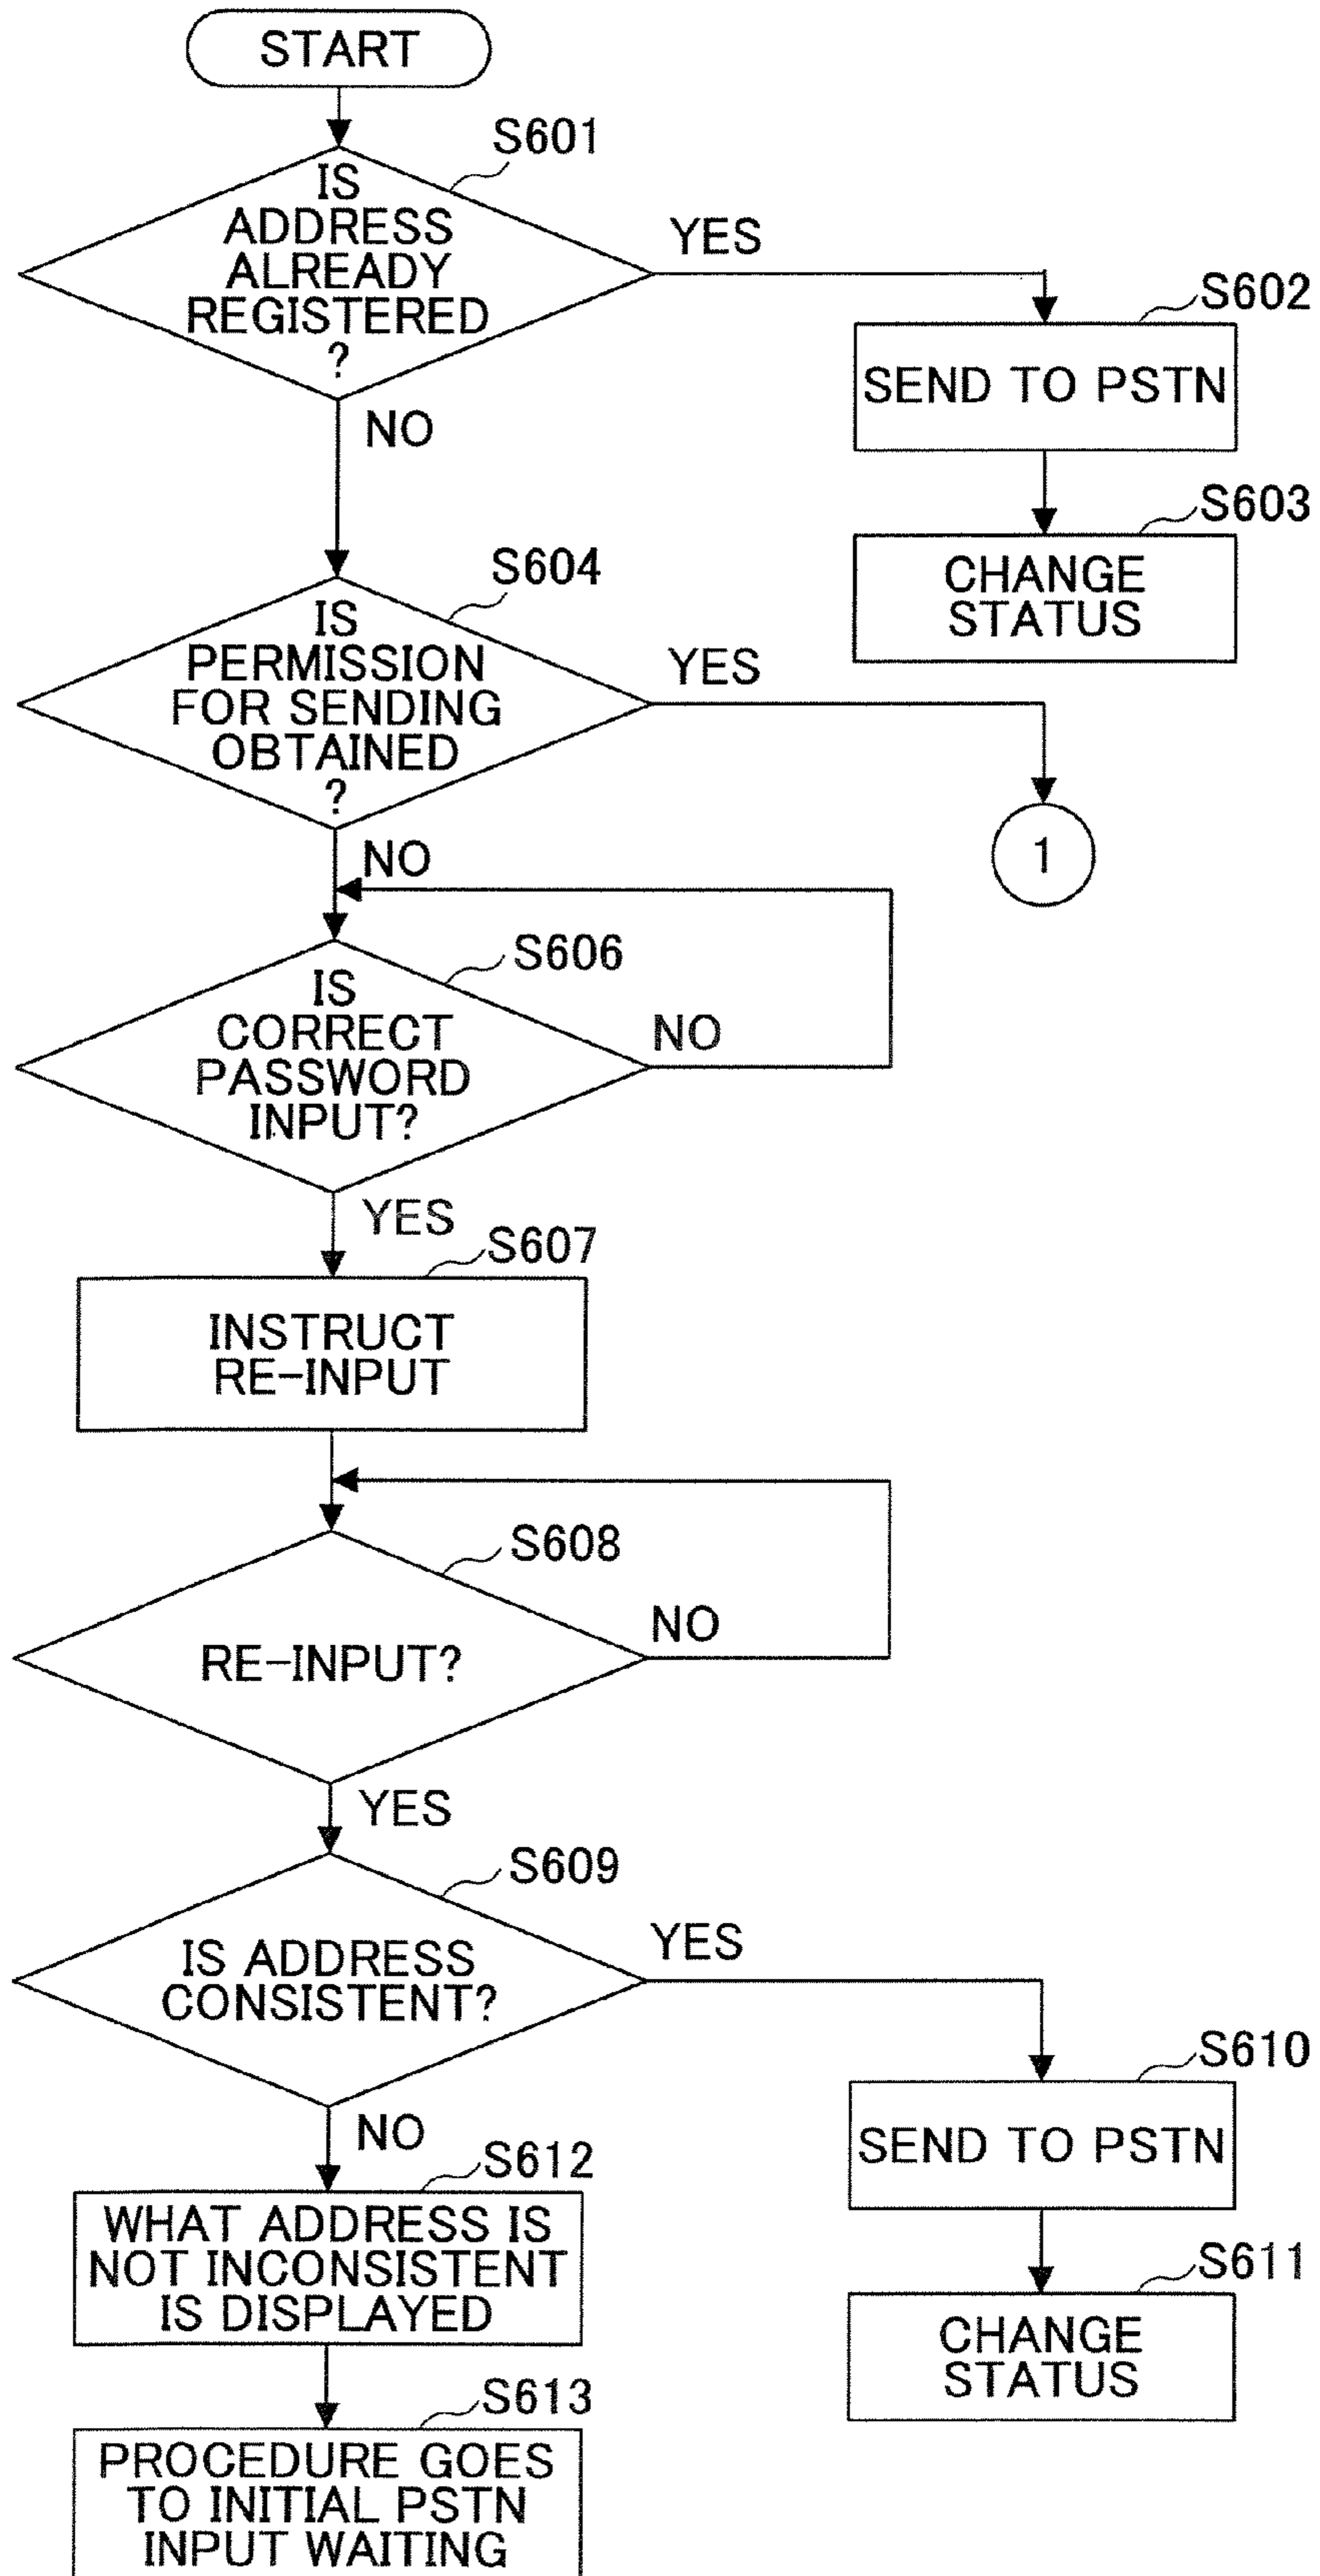 START
S601
IS
ADDRESS
ALREADY
REGISTERED
?
YES
NO
S602
SEND TO PSTN
S603
CHANGE
STATUS
S604
IS
PERMISSION
FOR SENDING
OBTAINED
?
YES
NO
1
S606
IS
CORRECT
PASSWORD
INPUT?
NO
YES
S607
INSTRUCT
RE-INPUT
S608
RE-INPUT?
NO
YES
S609
IS ADDRESS
CONSISTENT?
YES
NO
S610
SEND TO PSTN
S611
CHANGE
STATUS
S612
WHAT ADDRESS IS
NOT INCONSISTENT
IS DISPLAYED
S613
PROCEDURE GOES
TO INITIAL PSTN
INPUT WAITING